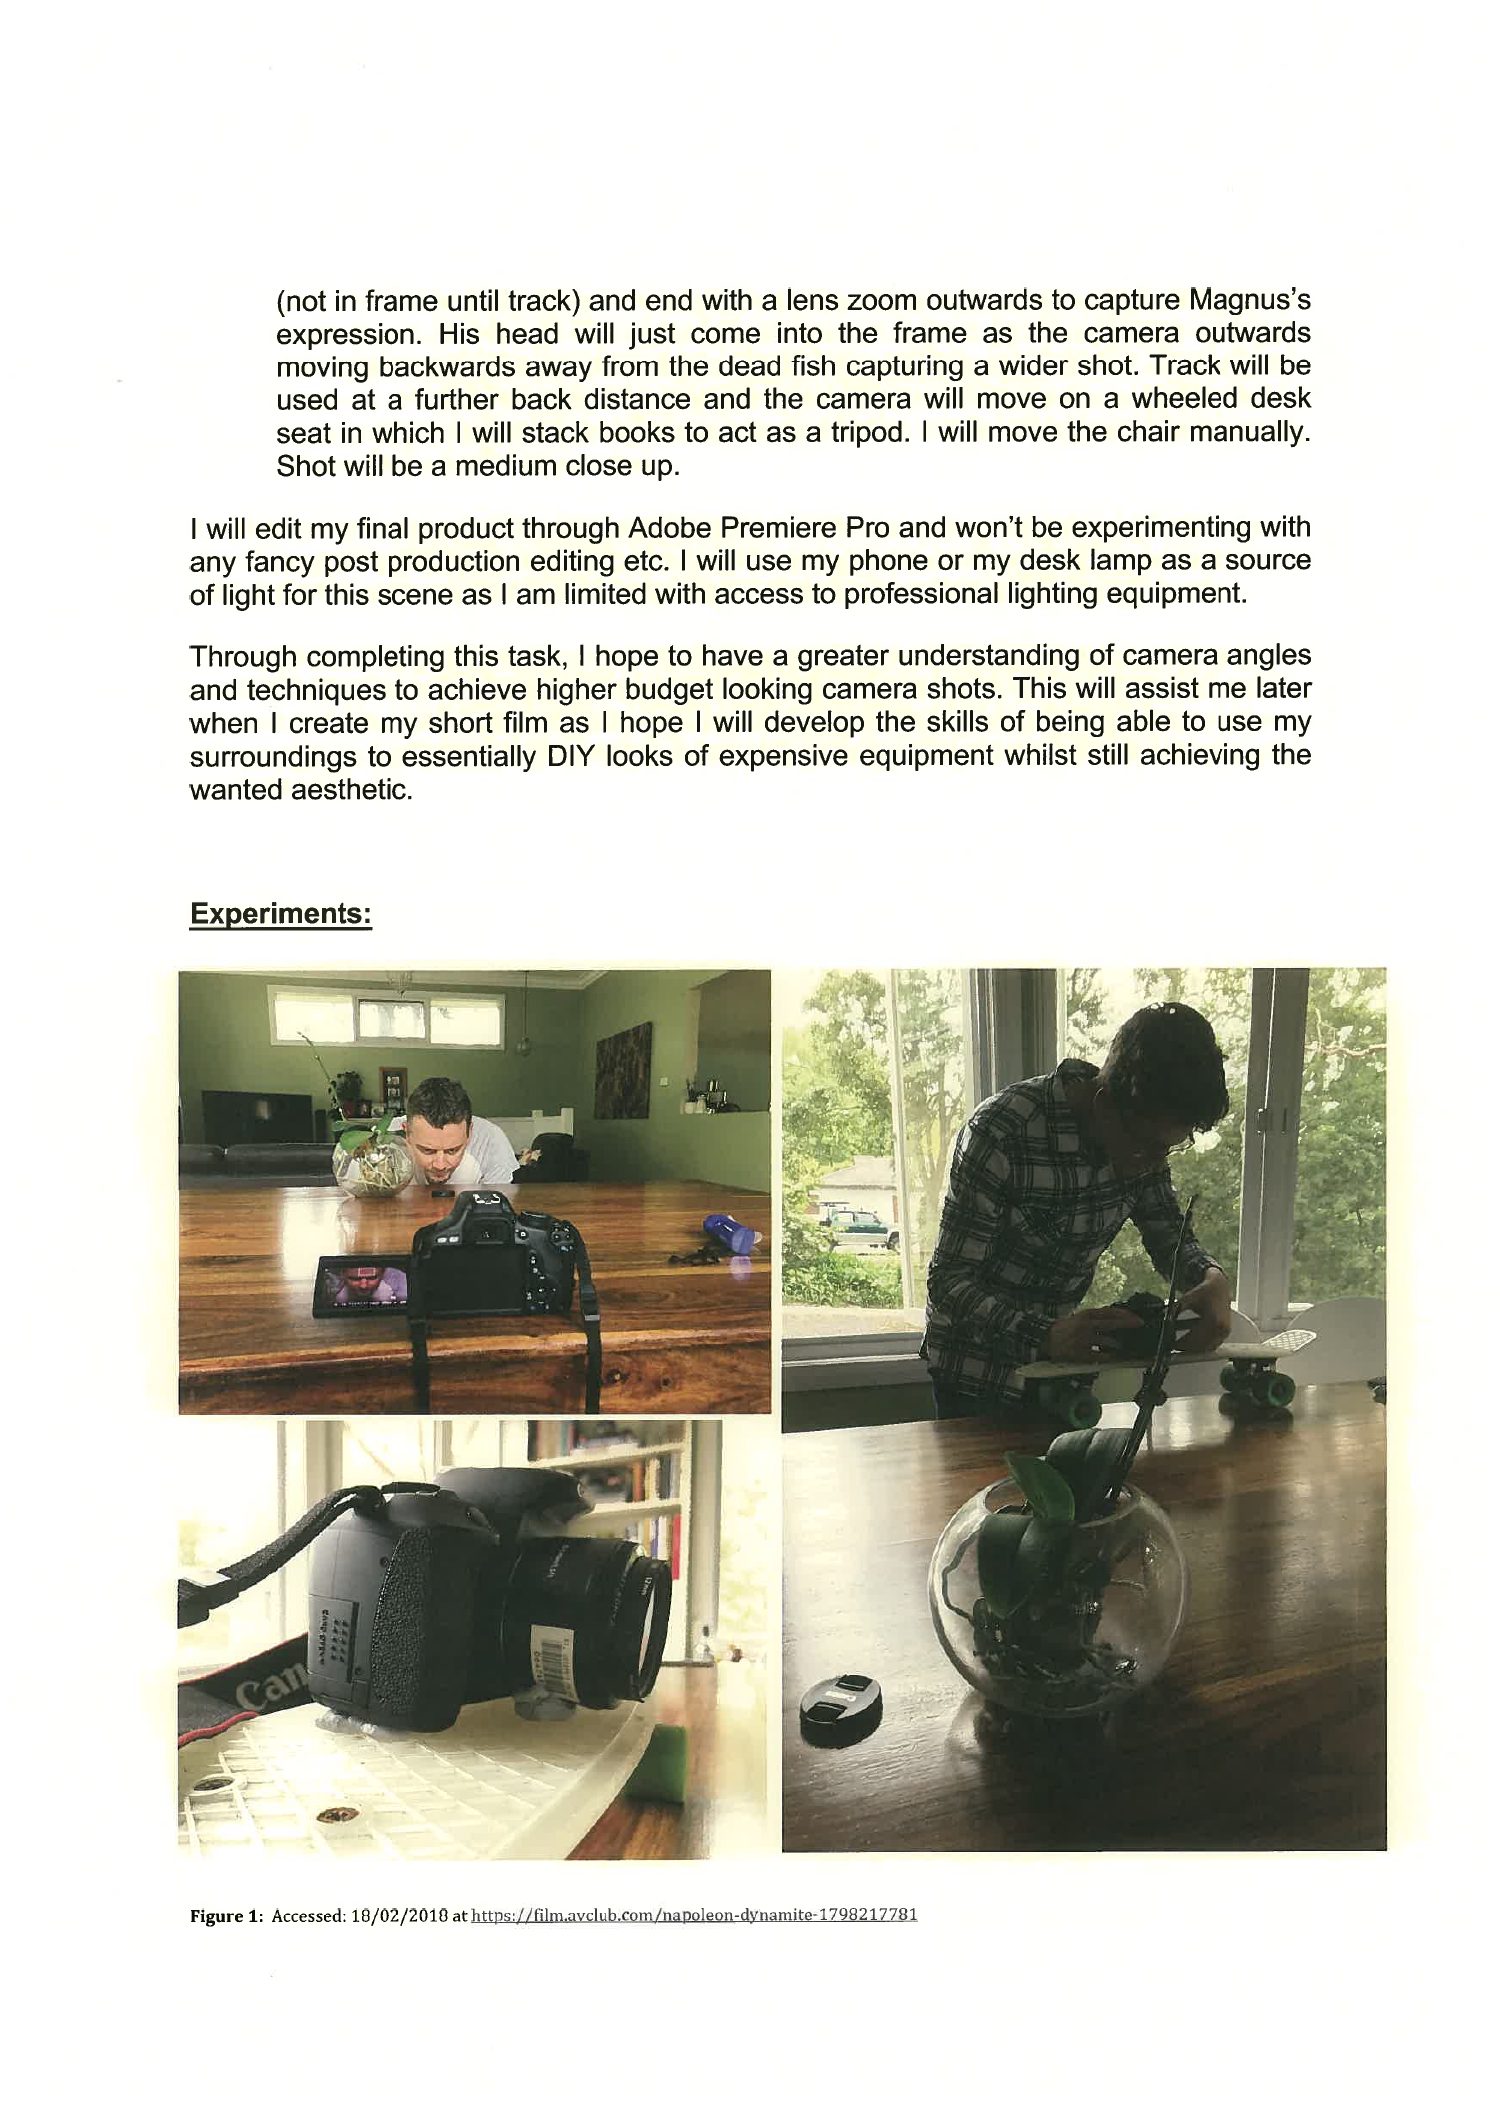 (not in frame until track) and end with a lens zoom outwards to capture Magnus's
expression. His head will just come into the frame as the camera outwards
moving backwards away from the dead fish capturing a wider shot. Track will be
used at a further back distance and the camera will move on a wheeled desk
seat in which I will stack books to act as a tripod. I will move the chair manually.
Shot will be a medium close up.
I will edit my final product through Adobe Premiere Pro and won't be experimenting with
any fancy post production editing etc. I will use my phone or my desk lamp as a source
of light for this scene as I am limited with access to professional lighting equipment.
Through completing this task, I hope to have a greater understanding of camera angles
and techniques to achieve higher budget looking camera shots. This will assist me later
when I create my short film as I hope I will develop the skills of being able to use my
surroundings to essentially DIY looks of expensive equipment whilst still achieving the
wanted aesthetic.
Experiments:
Can
Figure 1: Accessed: 18/02/2018 at https://film.avclub.com/napoleon-dynamite-1798217781